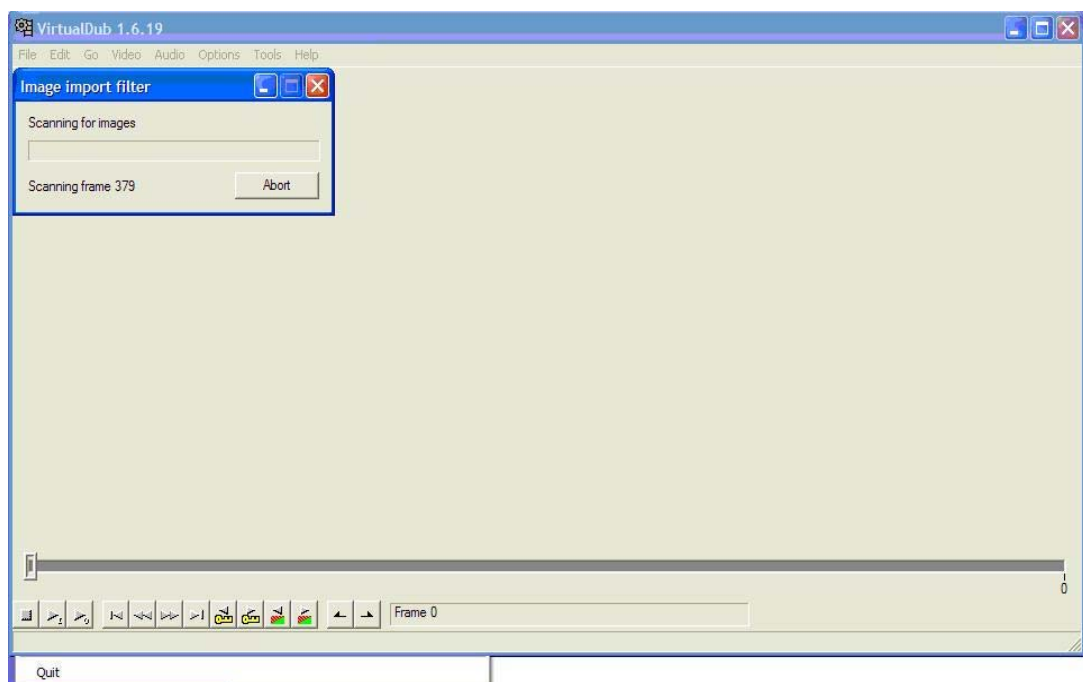 VirtualDub 1.6.19
File Edit Go Video Audio Options Tools Help
Image import filter
Scanning for images
Scanning frame 379
Abort
0
Frame 0
Quit